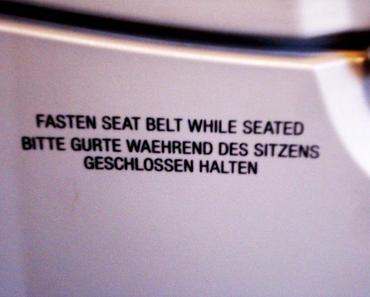 FASTEN SEAT BELT WHILE SEATED
BITTE GURTE WAEHREND DES SITZENS
GESCHLOSSEN HALTEN